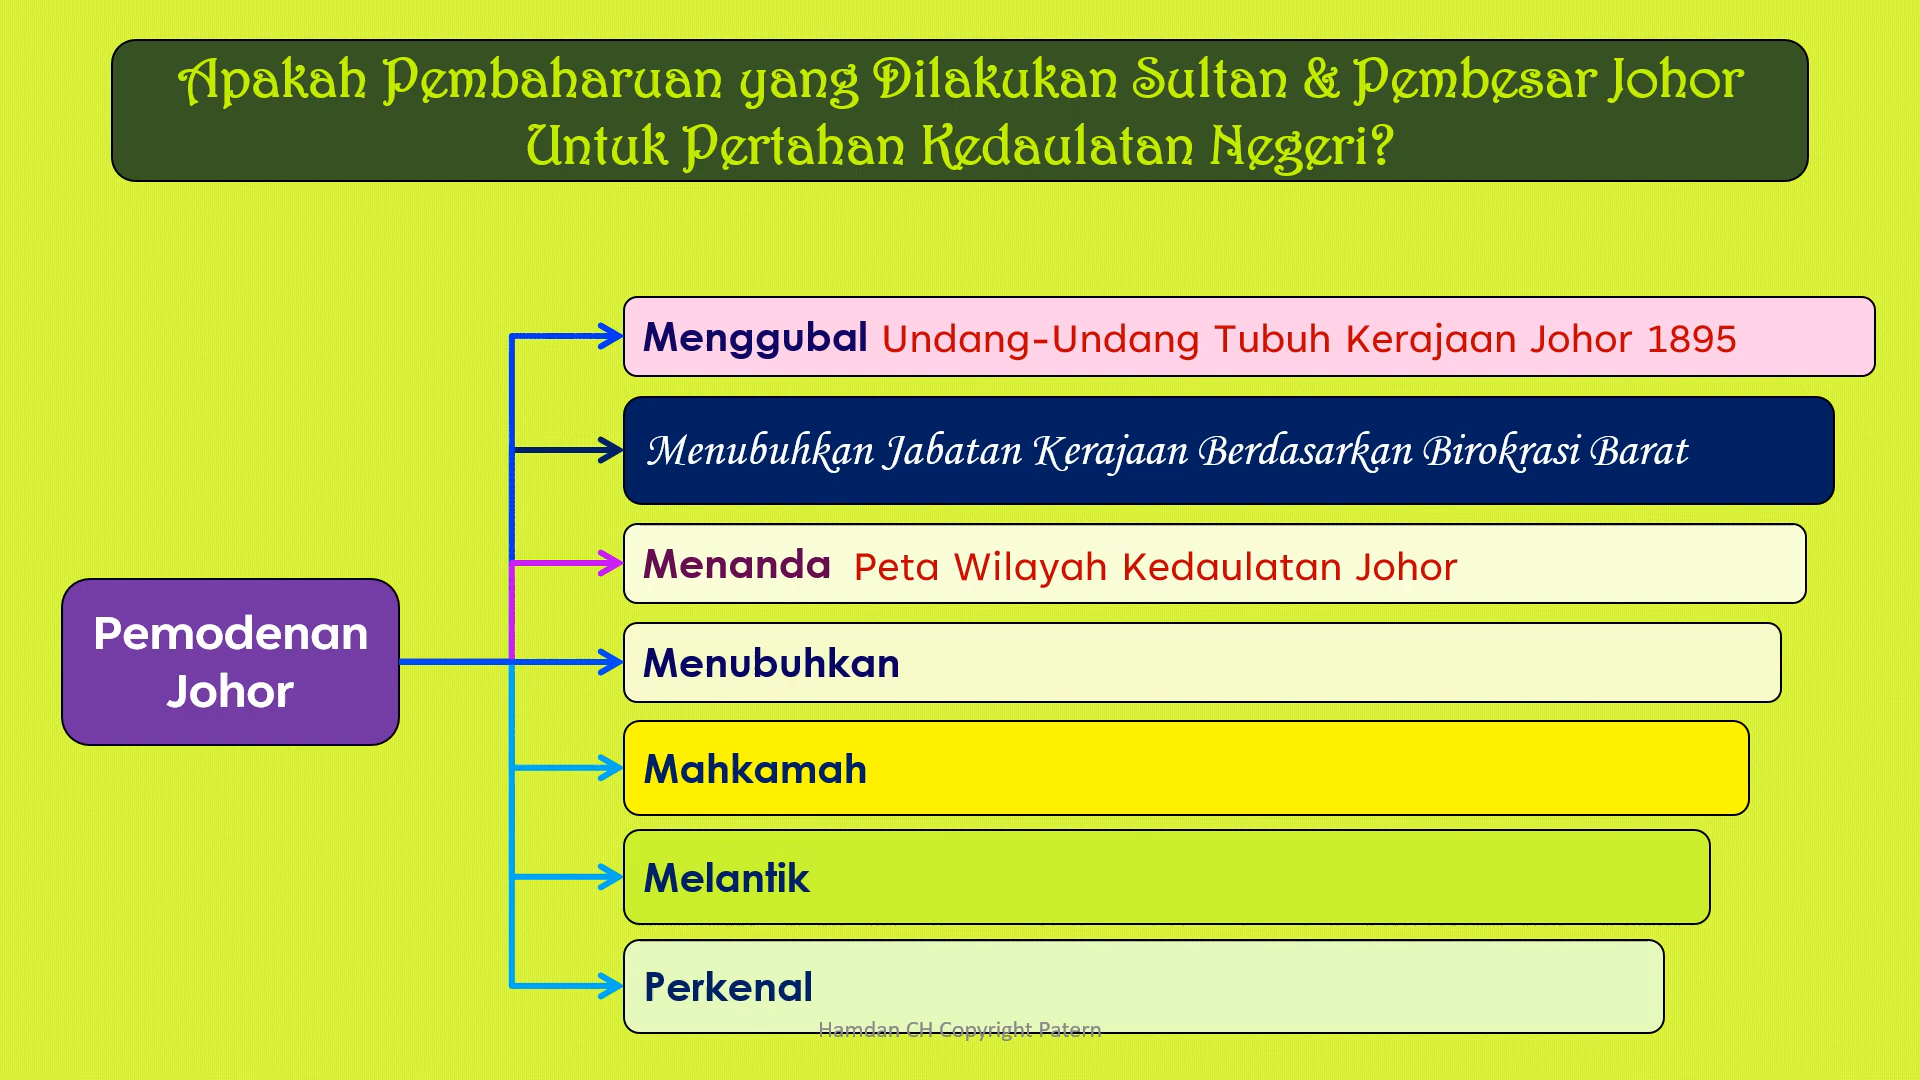 Apakah Pembaharuan yang Dilakukan Sultan & Pembesar Johor
Untuk Pertahan Kedaulatan Negeri?
Menggubal Undang-Undang Tubuh Kerajaan Johor 1895
Menubuhkan Jabatan Kerajaan Berdasarkan Birokrasi Barat
Menanda Peta Wilayah Kedaulatan Johor
Pemodenan
Johor
Menubuhkan
Mahkamah
Melantik
Perkenal
Hamdan CH Copyright Patern